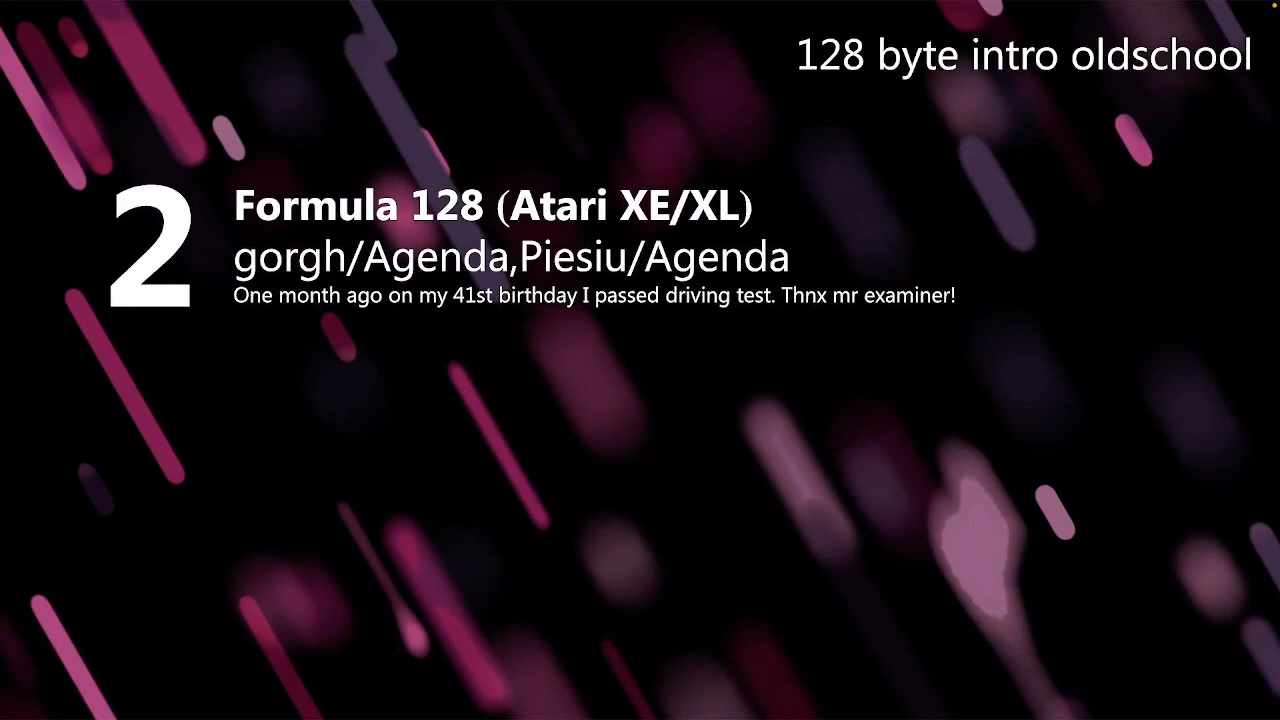 128 byte intro oldschool
2
Formula 128 (Atari XE/XL)
gorgh/Agenda,Piesiu/Agenda
One month ago on my 41st birthday I passed driving test. Thnx mr examiner!